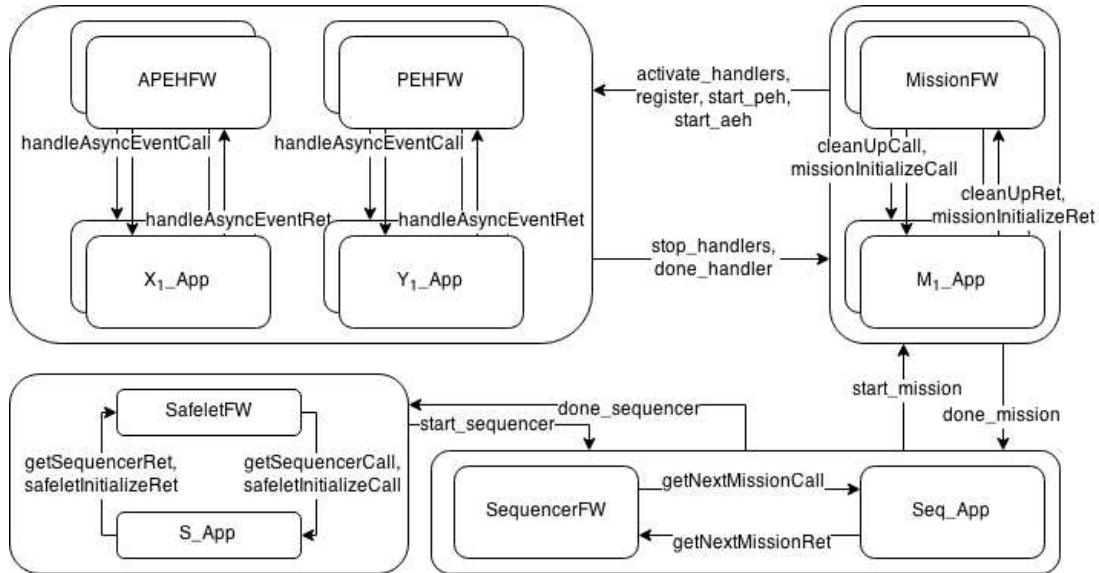 APEHFW
PEHFW
MissionFW
activate_handlers,
register, start_peh,
start_aeh
handleAsyncEventCall
handleAsyncEventCall
cleanUpCall,
missionInitializeCall
cleanUpRet,
missionInitializeRet
handleAsyncEventRet
handleAsyncEventRet
stop_handlers,
done_handler
X₁_App
Y₁_App
M₁_App
start_mission
done_mission
SafeletFW
done_sequencer
start_sequencer
getSequencerRet,
safeletInitializeRet
getSequencerCall,
safeletInitializeCall
S_App
SequencerFW
getNextMissionCall
getNextMissionRet
Seq_App